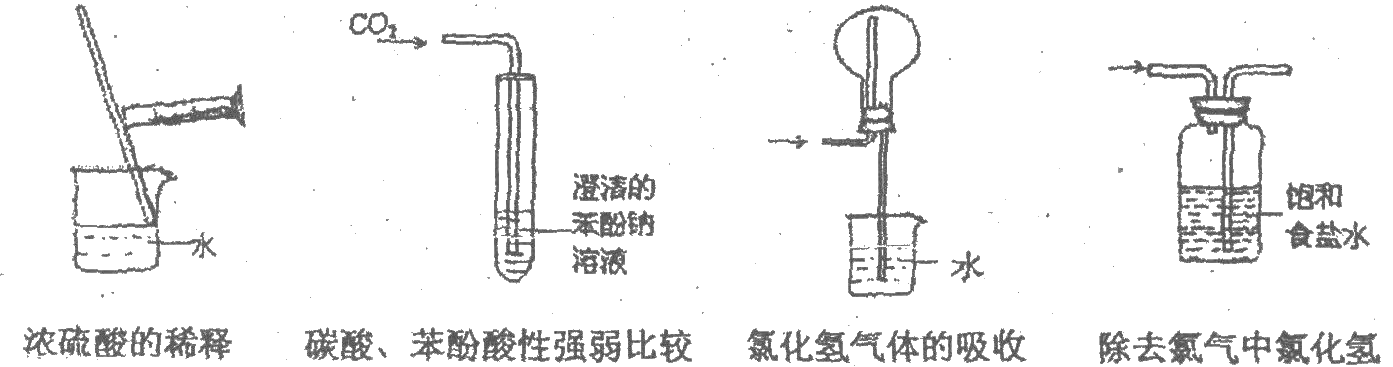 CO₂
水
澄清的
苯酚钠
溶液
水
饱和
食盐水
浓硫酸的稀释
碳酸、苯酚酸性强弱比较
氯化氢气体的吸收
除去氯气中氯化氢